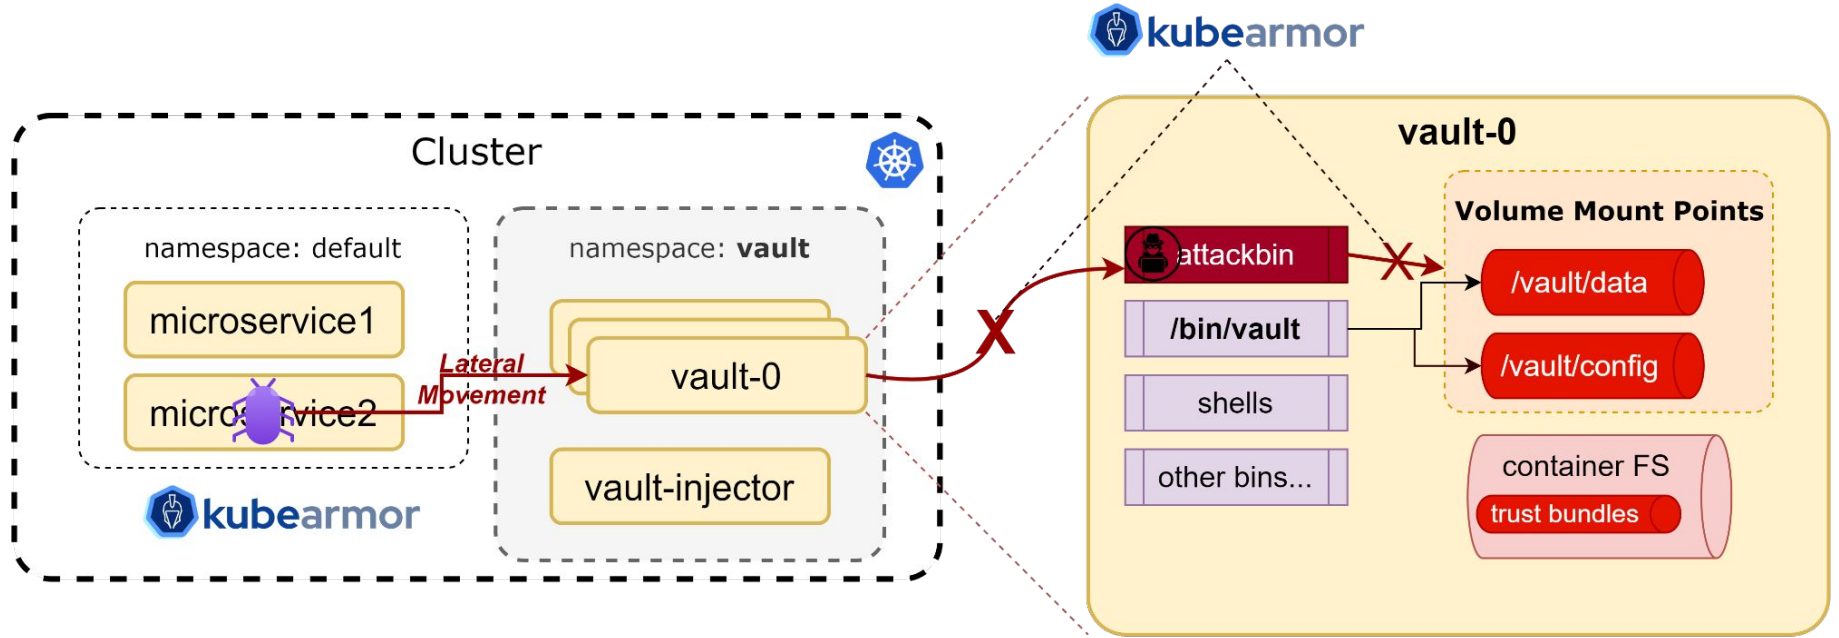 kubearmor
Cluster
namespace: default
microservice1
microservice2
kubearmor
Lateral
Movement
namespace: vault
vault-0
vault-injector
vault-0
attackbin
/bin/vault
shells
other bins...
Volume Mount Points
/vault/data
/vault/config
container FS
trust bundles